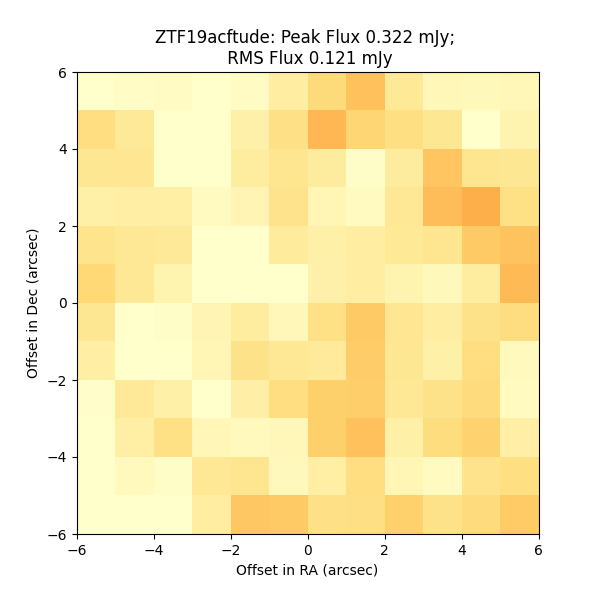 ZTF19acftude: Peak Flux 0.322 mJy;
RMS Flux 0.121 mJy
6
4
2
0
−2
−4
−6
Offset in Dec (arcsec)
−6 −4 −2 0 2 4 6
Offset in RA (arcsec)